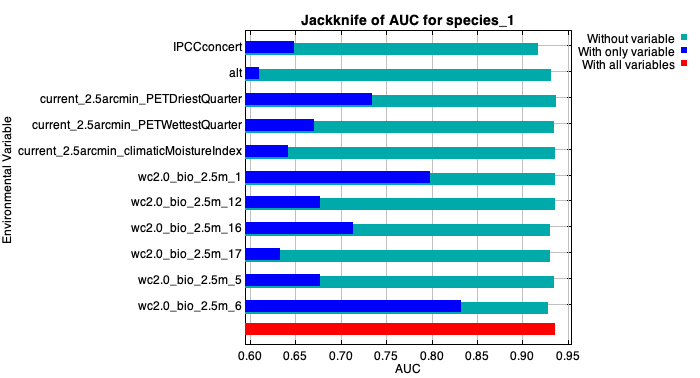 Jackknife of AUC for species_1
Without variable
With only variable
With all variables
Environmental Variable
IPCCconcert
alt
current_2.5arcmin_PETDriestQuarter
current_2.5arcmin_PETWettestQuarter
current_2.5arcmin_climaticMoistureIndex
wc2.0_bio_2.5m_1
wc2.0_bio_2.5m_12
wc2.0_bio_2.5m_16
wc2.0_bio_2.5m_17
wc2.0_bio_2.5m_5
wc2.0_bio_2.5m_6
0.60 0.65 0.70 0.75 0.80 0.85 0.90 0.95
AUC